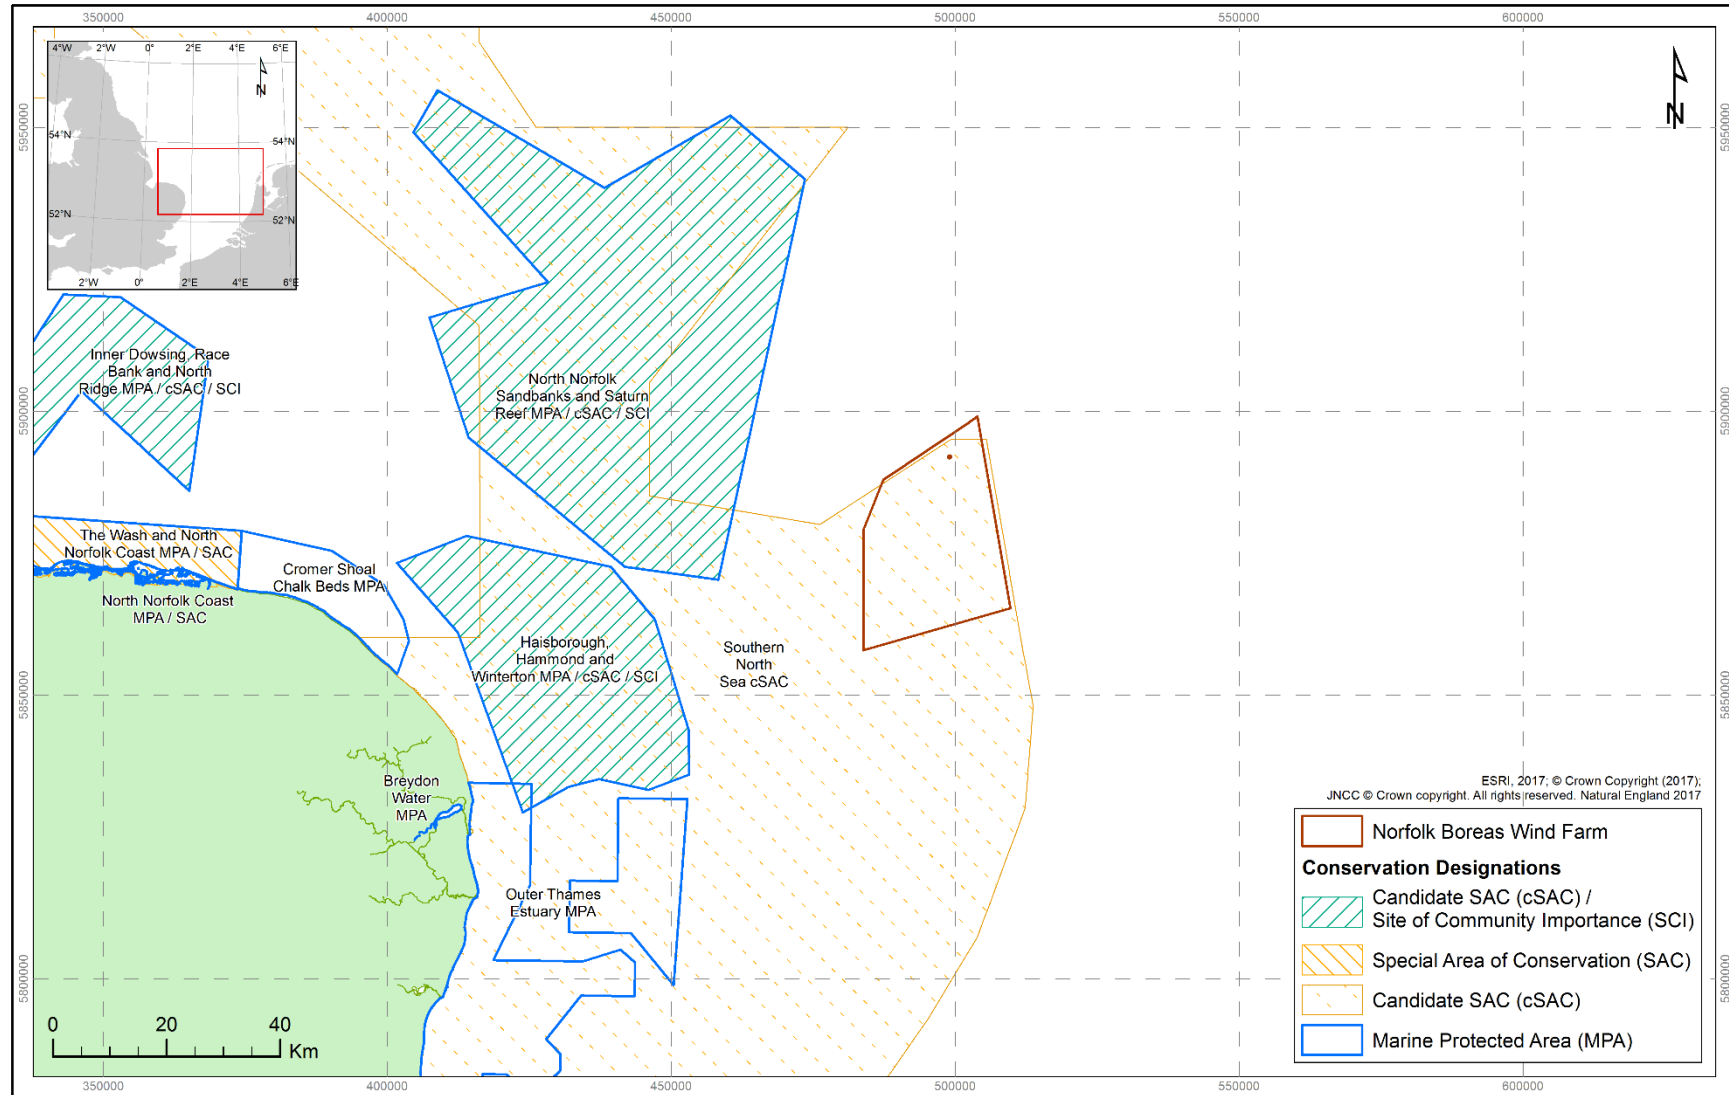 350000
400000
450000
500000
550000
600000
4°W
2°W
0°
2°E
4°E
6°E
N
54°N
54°N
52°N
52°N
2°W
0°
2°E
4°E
6°E
N
5950000
5950000
5900000
5900000
5850000
5850000
5800000
5800000
Inner Dowsing, Race
Bank and North
Ridge MPA / cSAC / SCI
North Norfolk
Sandbanks and Saturn
Reef MPA / cSAC / SCI
The Wash and North
Norfolk Coast MPA / SAC
Cromer Shoal
Chalk Beds MPA
North Norfolk Coast
MPA / SAC
Haisborough,
Hammond and
Winterton MPA / cSAC / SCI
Southern
North
Sea cSAC
Breydon
Water
MPA
Outer Thames
Estuary MPA
ESRI, 2017; © Crown Copyright (2017);
JNCC © Crown copyright. All rights reserved. Natural England 2017
Norfolk Boreas Wind Farm
Conservation Designations
Candidate SAC (cSAC) /
Site of Community Importance (SCI)
Special Area of Conservation (SAC)
Candidate SAC (cSAC)
Marine Protected Area (MPA)
0
20
40
Km
350000
400000
450000
500000
550000
600000